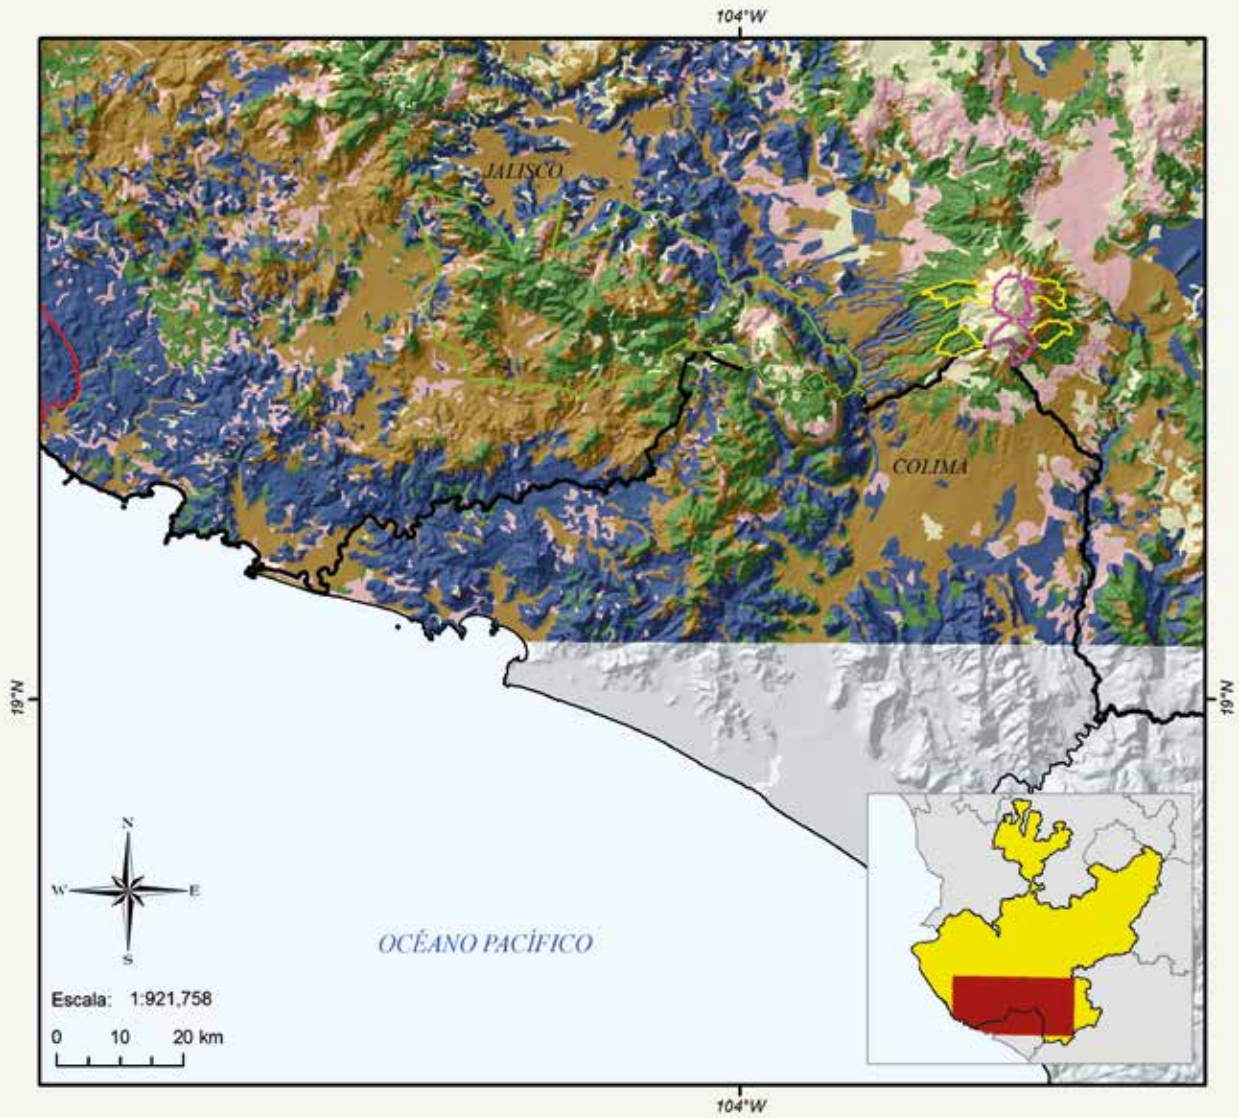 104°W
JALISCO
COLIMA
19°N
19°N
N
W
E
S
OCÉANO PACÍFICO
Escala: 1:921,758
0 10 20 km
104°W